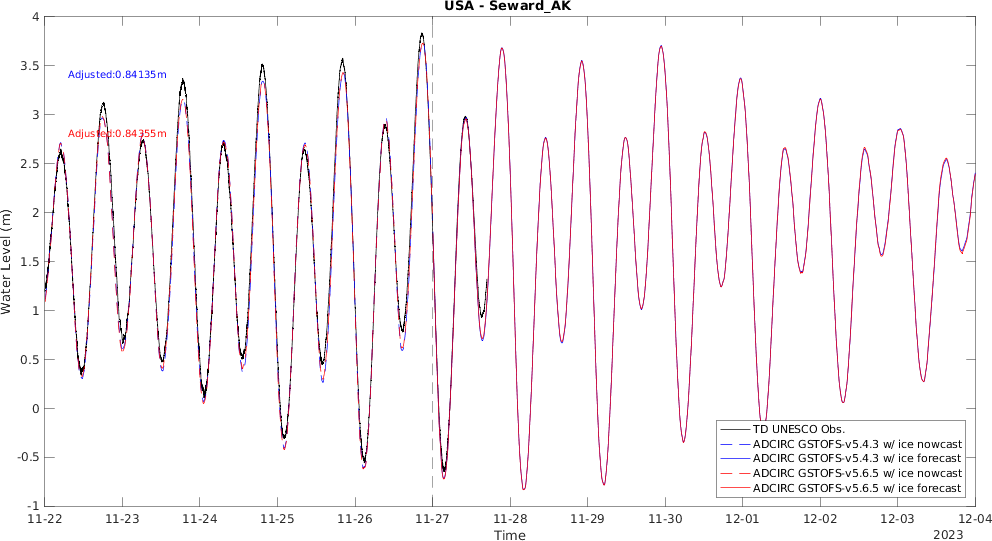 USA - Seward_AK
4
3.5
3
2.5
2
1.5
1
0.5
0
-0.5
-1
Water Level (m)
Adjusted:0.84135m
Adjusted:0.84355m
TD UNESCO Obs.
ADCIRC GSTOFS-v5.4.3 w/ ice nowcast
ADCIRC GSTOFS-v5.4.3 w/ ice forecast
ADCIRC GSTOFS-v5.6.5 w/ ice nowcast
ADCIRC GSTOFS-v5.6.5 w/ ice forecast
11-22 11-23 11-24 11-25 11-26 11-27 11-28 11-29 11-30 12-01 12-02 12-03 12-04
Time
2023